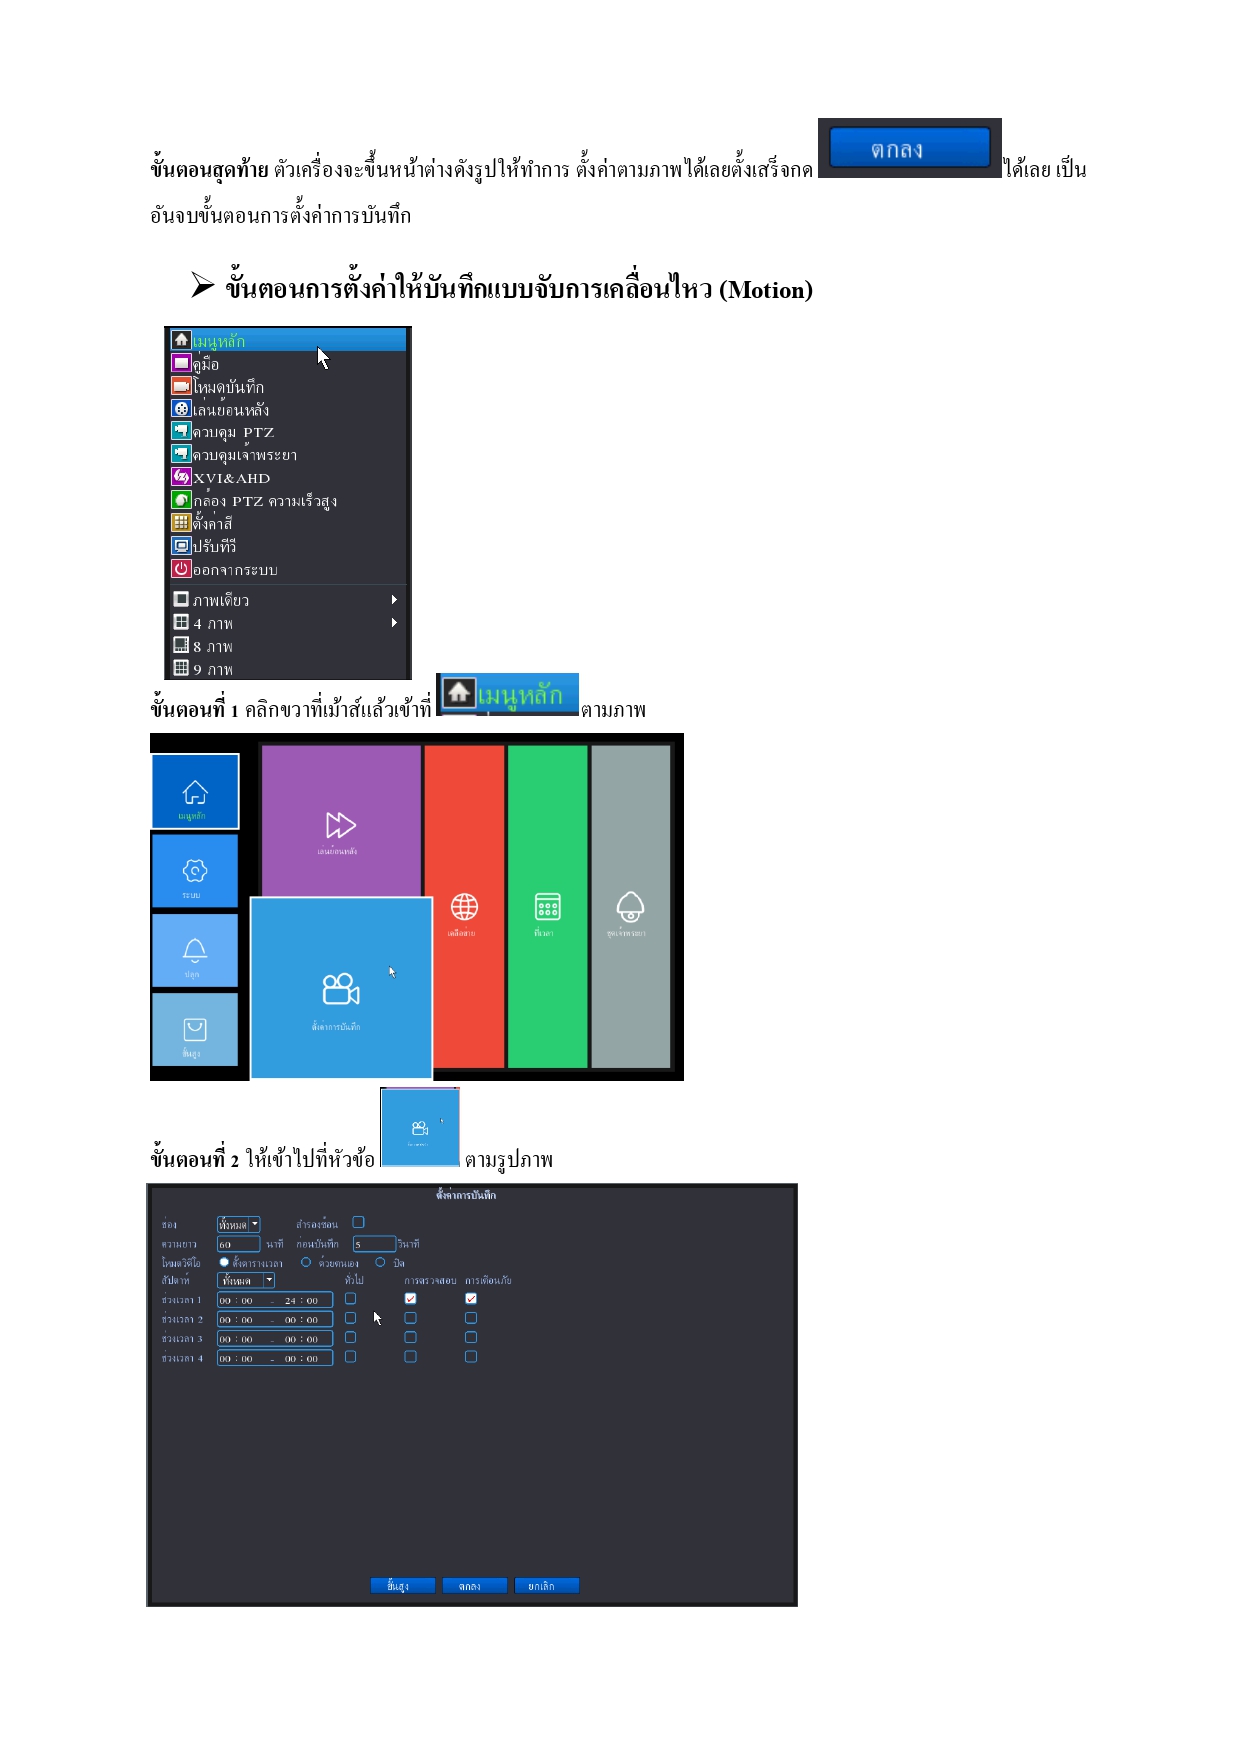 ขั้นตอนสุดท้าย ตัวเครื่องจะขึ้นหน้าต่างดังรูปให้ทำการ ตั้งค่าตามภาพได้เลยตั้งเสร็จกด ตกลง ได้เลย เป็น
อันจบขั้นตอนการตั้งค่าการบันทึก
➢ ขั้นตอนการตั้งค่าให้บันทึกแบบจับการเคลื่อนไหว (Motion)
เมนูหลัก
คู่มือ
โหมดบันทึก
เล่นย้อนหลัง
ควบคุม PTZ
ควบคุมเจ้าพระยา
XVI&AHD
กล้อง PTZ ความเร็วสูง
ตั้งค่าสี
ปรับทีวี
ออกจากระบบ
ภาพเดียว
4 ภาพ
8 ภาพ
9 ภาพ
ขั้นตอนที่ 1 คลิกขวาที่เม้าส์แล้วเข้าที่ เมนูหลัก ตามภาพ
เมนูหลัก
ระบบ
ปลุก
ขั้นสูง
เล่นย้อนหลัง
ตั้งค่าการบันทึก
เครือข่าย
ที่เวลา
ชุดเจ้าพระยา
ขั้นตอนที่ 2 ให้เข้าไปที่หัวข้อ ตามรูปภาพ
ตั้งค่าการบันทึก
ช่อง ทั้งหมด สำรองซ้อน
ความยาว 60 นาที ก่อนบันทึก 5 วินาที
โหมดวิดีโอ ตั้งตารางเวลา ด้วยตนเอง ปิด
สัปดาห์ ทั้งหมด ทั่วไป การตรวจสอบ การเตือนภัย
ช่วงเวลา 1 00 : 00 - 24 : 00
ช่วงเวลา 2 00 : 00 - 00 : 00
ช่วงเวลา 3 00 : 00 - 00 : 00
ช่วงเวลา 4 00 : 00 - 00 : 00
ขั้นสูง ตกลง ยกเลิก